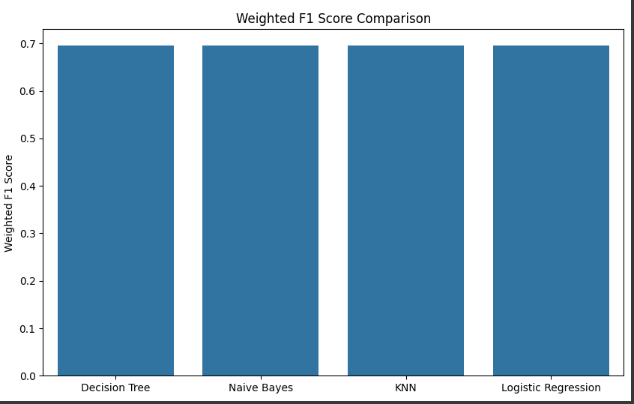 Weighted F1 Score Comparison
0.7
0.6
0.5
0.4
0.3
0.2
0.1
0.0
Weighted F1 Score
Decision Tree
Naive Bayes
KNN
Logistic Regression